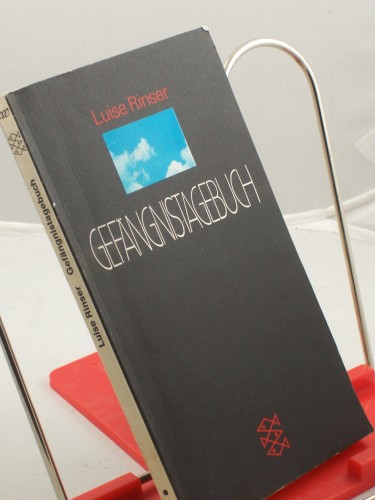 Luise Rinser
GEFÄNGNISTAGEBUCH
Luise Rinser Gefängnistagebuch